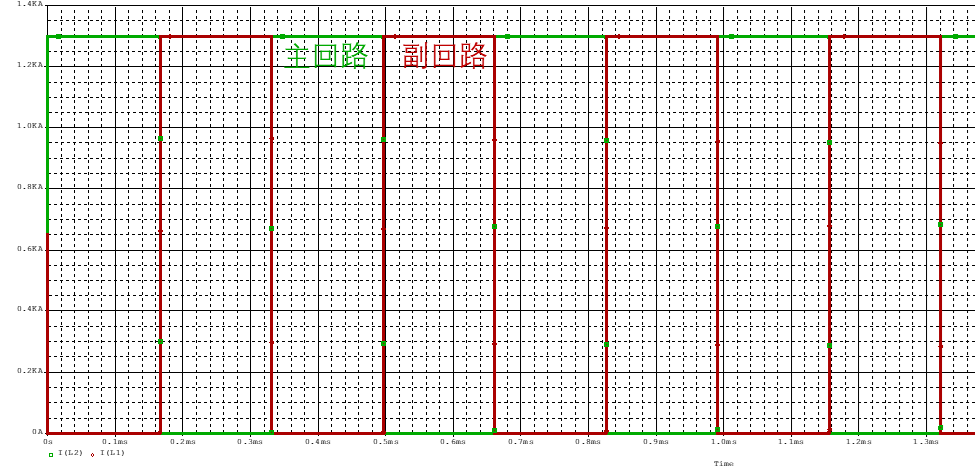 1.4KA
主回路 副回路
1.2KA
1.0KA
0.8KA
0.6KA
0.4KA
0.2KA
0A
0s 0.1ms 0.2ms 0.3ms 0.4ms 0.5ms 0.6ms 0.7ms 0.8ms 0.9ms 1.0ms 1.1ms 1.2ms 1.3ms
I(L2) I(L1)
Time